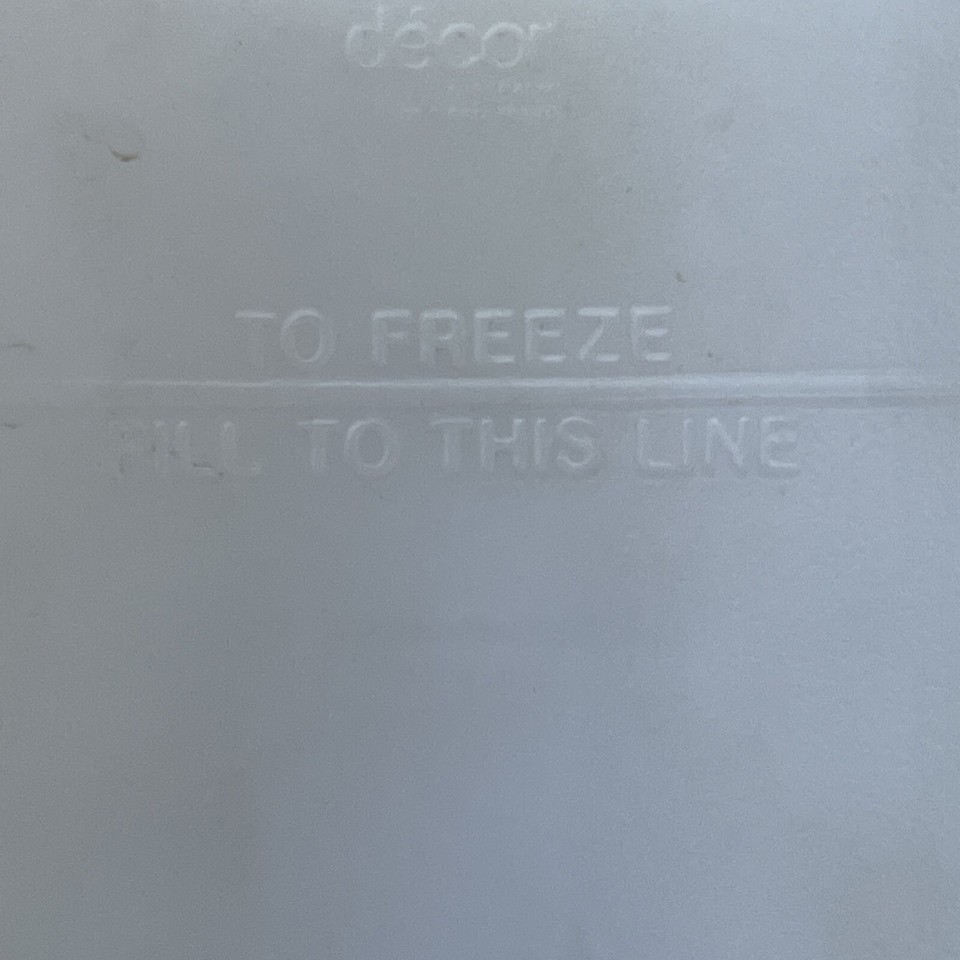 décor
TO FREEZE
FILL TO THIS LINE